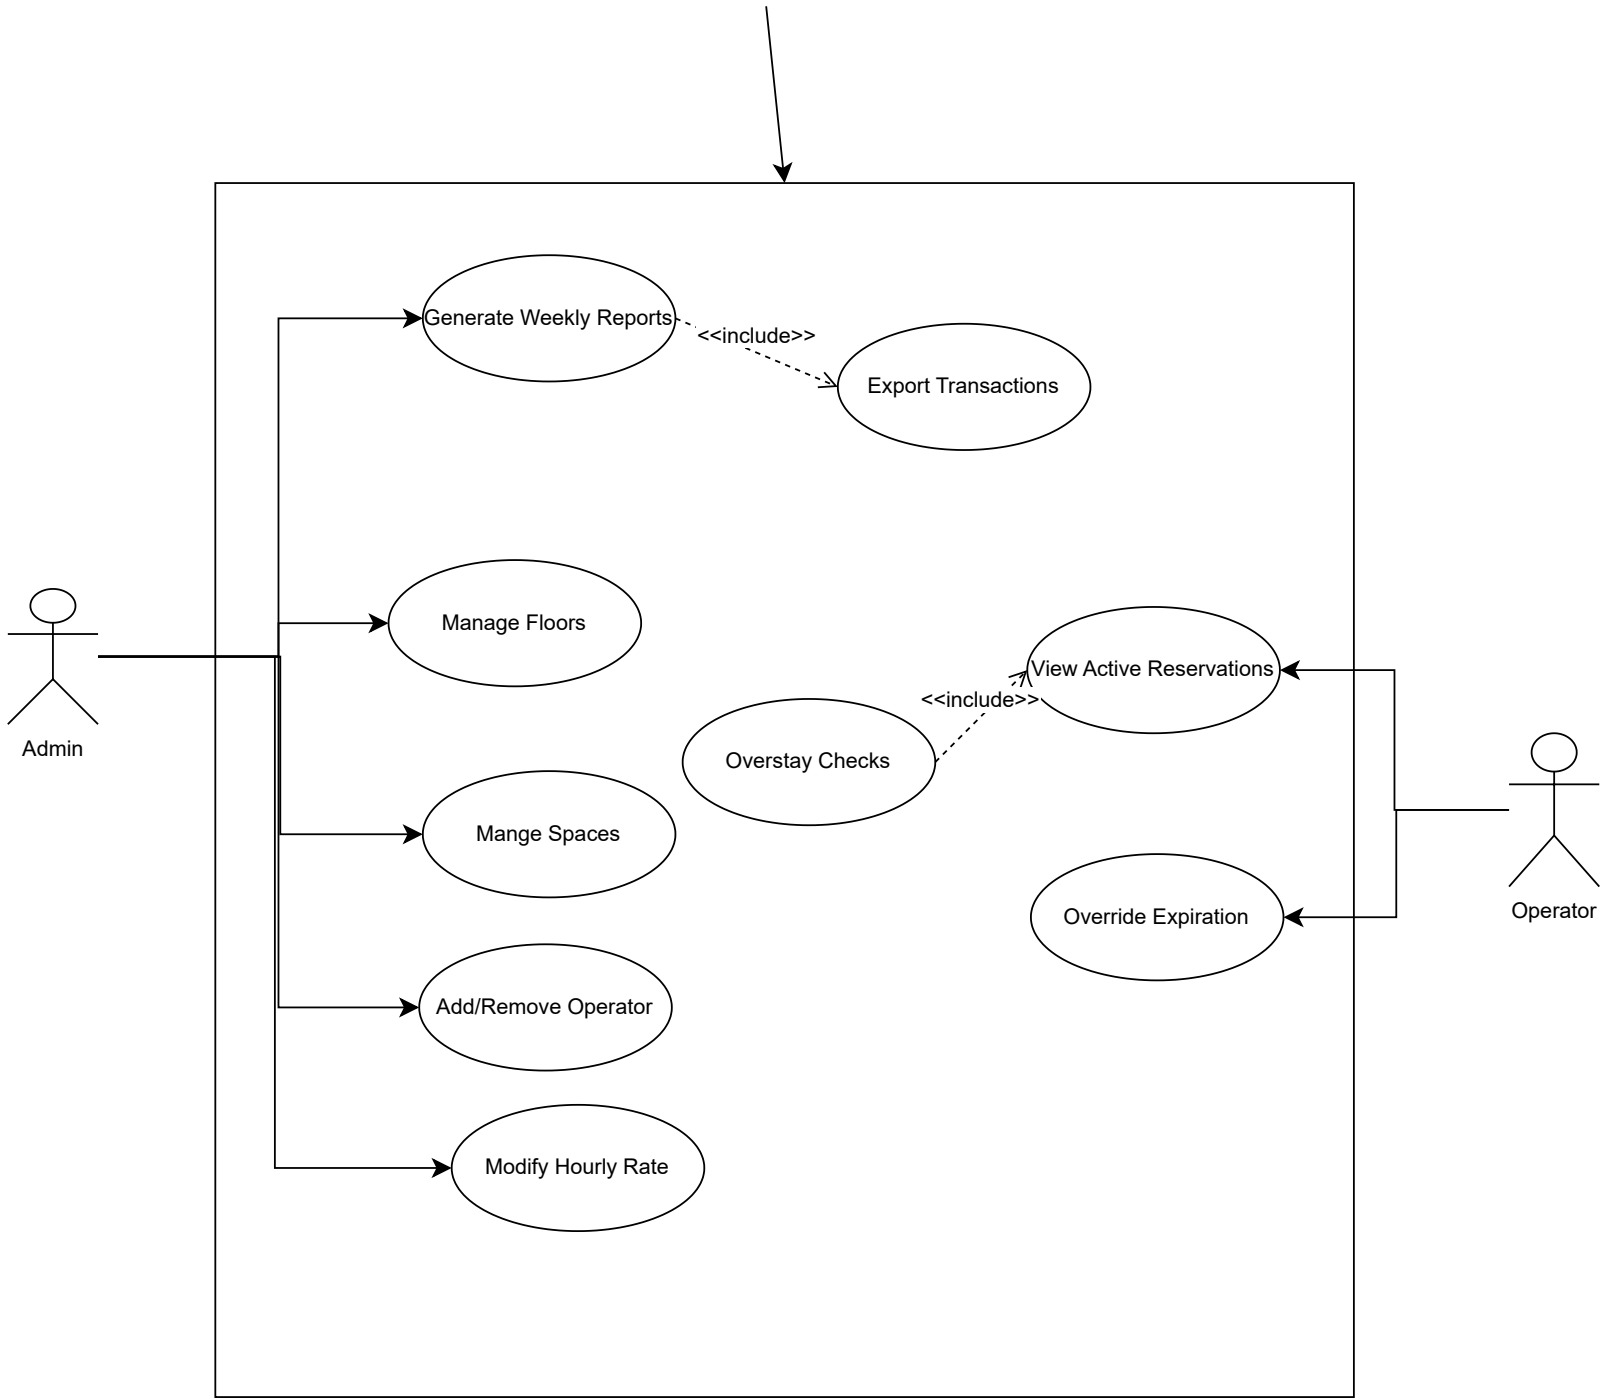 Generate Weekly Reports
<<include>>
Export Transactions
Manage Floors
View Active Reservations
<<include>>
Admin
Overstay Checks
Mange Spaces
Override Expiration
Operator
Add/Remove Operator
Modify Hourly Rate